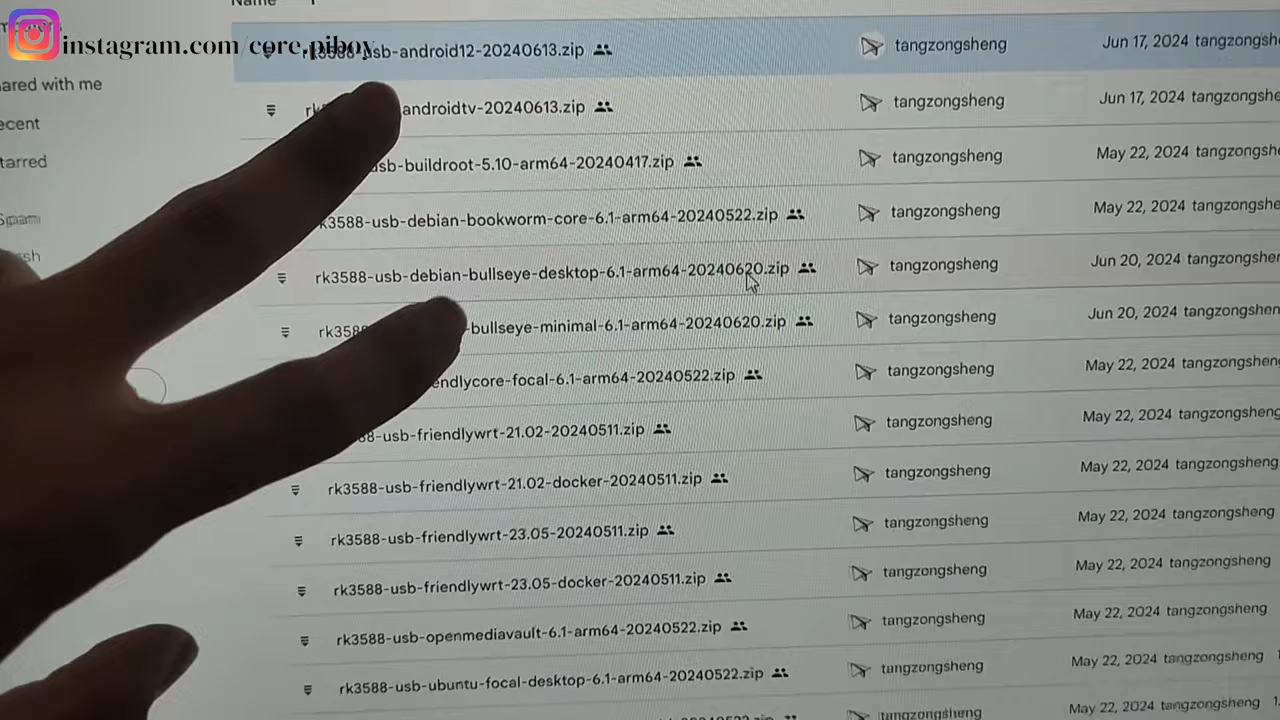 Name
instagram.com/core.piboy
rk3588-usb-android12-20240613.zip tangzongsheng Jun 17, 2024 tangzongsh
ared with me
androidtv-20240613.zip tangzongsheng Jun 17, 2024 tangzongshe
ecent
usb-buildroot-5.10-arm64-20240417.zip tangzongsheng May 22, 2024 tangzongshe
tarred
k3588-usb-debian-bookworm-core-6.1-arm64-20240522.zip tangzongsheng May 22, 2024 tangzongshe
Spam
sh
rk3588-usb-debian-bullseye-desktop-6.1-arm64-20240620.zip tangzongsheng Jun 20, 2024 tangzongsher
rk358 -bullseye-minimal-6.1-arm64-20240620.zip tangzongsheng Jun 20, 2024 tangzongshen
endlycore-focal-6.1-arm64-20240522.zip tangzongsheng May 22, 2024 tangzongshen
8-usb-friendlywrt-21.02-20240511.zip tangzongsheng May 22, 2024 tangzongsheng
rk3588-usb-friendlywrt-21.02-docker-20240511.zip tangzongsheng May 22, 2024 tangzongsheng
rk3588-usb-friendlywrt-23.05-20240511.zip tangzongsheng May 22, 2024 tangzongsheng
rk3588-usb-friendlywrt-23.05-docker-20240511.zip tangzongsheng May 22, 2024 tangzongsheng
rk3588-usb-openmediavault-6.1-arm64-20240522.zip tangzongsheng May 22, 2024 tangzongsheng
rk3588-usb-ubuntu-focal-desktop-6.1-arm64-20240522.zip tangzongsheng May 22, 2024 tangzongsheng
tangzongsheng May 22, 2024 tangzongsheng